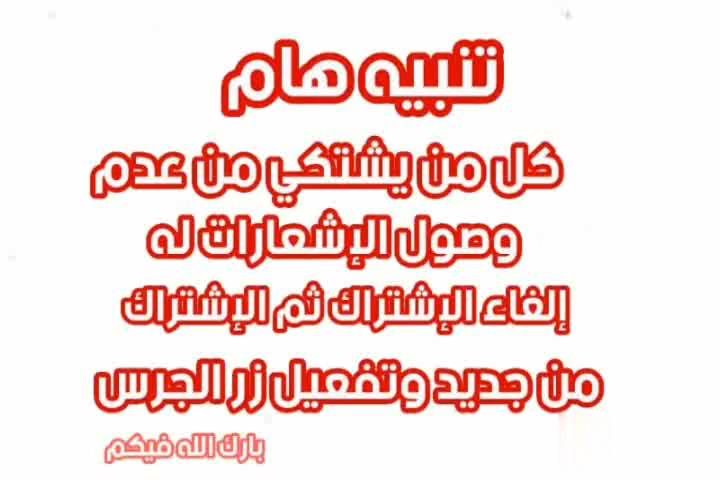 تنبيه هام
كل من يشتكي من عدم
وصول الإشعارات له
إلغاء الإشتراك ثم الإشتراك
من جديد وتفعيل زر الجرس
بارك الله فيكم